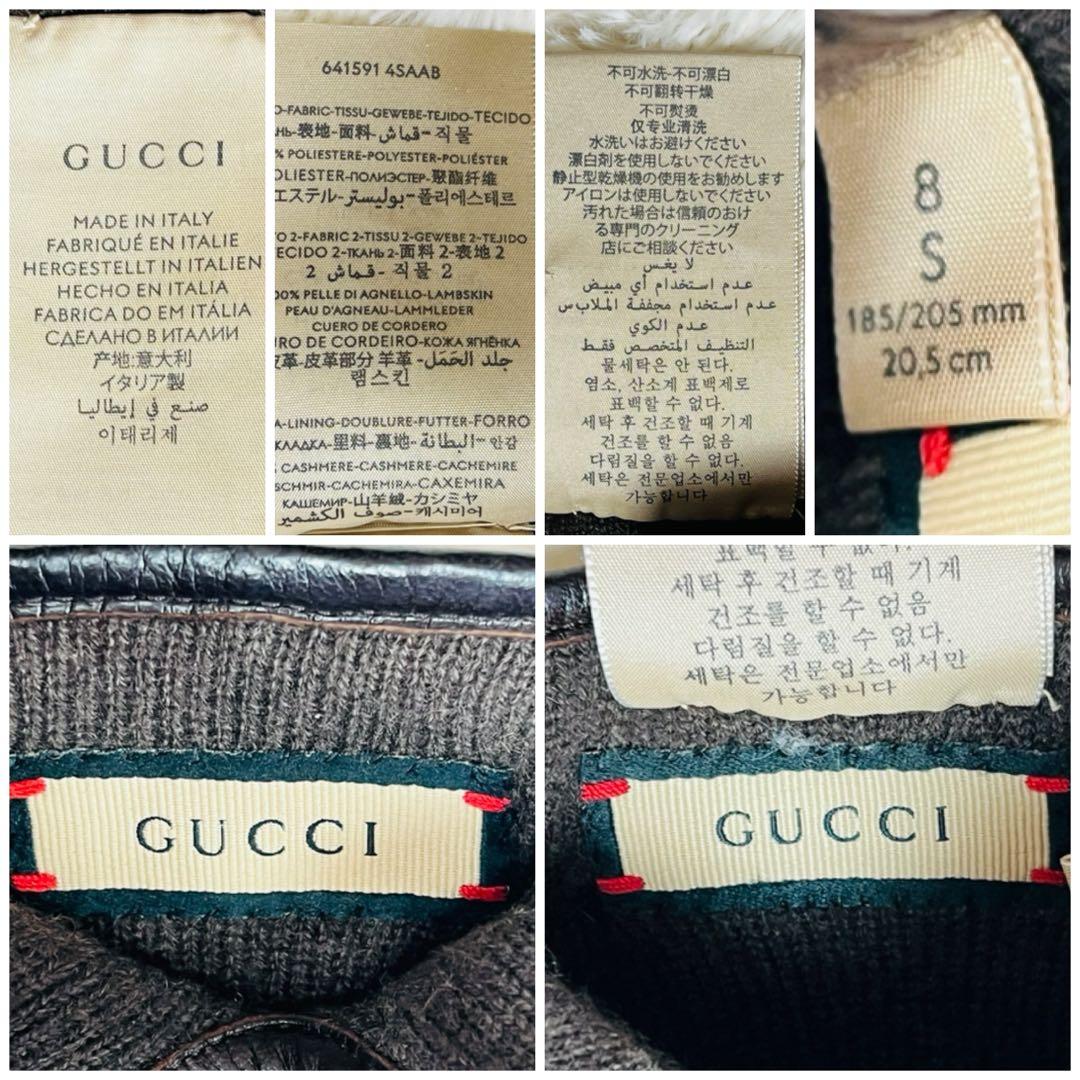 GUCCI
MADE IN ITALY
FABRIQUÉ EN ITALIE
HERGESTELLT IN ITALIEN
HECHO EN ITALIA
FABRICA DO EM ITÁLIA
СДЕЛАНО В ИТАЛИИ
产地:意大利
イタリア製
صنع في إيطاليا
이태리제
641591 4SAAB
O-FABRIC-TISSU-GEWEBE-TEJIDO-TECIDO
-表地-面料-قماش-직물
% POLIESTERE-POLYESTER-POLIÉSTER
OLIESTER-ПОЛИЭСТЕР-聚酯纤维
エステル-بوليستر-폴리에스테르
O 2-FABRIC 2-TISSU 2-GEWEBE 2-TEJIDO
ECIDO 2-ТКАНЬ 2-面料 2-表地 2
قماش 2 - 직물 2
00% PELLE DI AGNELLO-LAMBSKIN
PEAU D'AGNEAU-LAMMLEDER
CUERO DE CORDERO
URO DE CORDEIRO-КОЖА ЯГНЁНКА
皮革-皮革部分 羊革-جلد الحَمَل-
램스킨
A-LINING-DOUBLURE-FUTTER-FORRO
КЛАДКА-里料-裏地-البطانة-안감
% CASHMERE-CASHMERE-CACHEMIRE
SCHMIR-CACHEMIRA-CAXEMIRA
КАШЕМИР-山羊绒-カシミヤ
صوف الكشمير-캐시미어
不可水洗-不可漂白
不可翻转干燥
不可熨烫
仅专业清洗
水洗いはお避けください
漂白剤を使用しないでください
静止型乾燥機の使用をお勧めします
アイロンは使用しないでください
汚れた場合は信頼のおけ
る専門のクリーニング
店にご相談ください
لا يغسل
عدم استخدام أي مبيض
عدم استخدام مجففة الملابس
عدم الكوي
التنظيف المتخصص فقط
물세탁은 안 된다.
염소, 산소계 표백제로
표백할 수 없다.
세탁 후 건조할 때 기계
건조를 할 수 없음
다림질을 할 수 없다.
세탁은 전문업소에서만
가능합니다
8
S
185/205 mm
20,5 cm
GUCCI
표백할 수 없다.
세탁 후 건조할 때 기계
건조를 할 수 없음
다림질을 할 수 없다.
세탁은 전문업소에서만
가능합니다
GUCCI